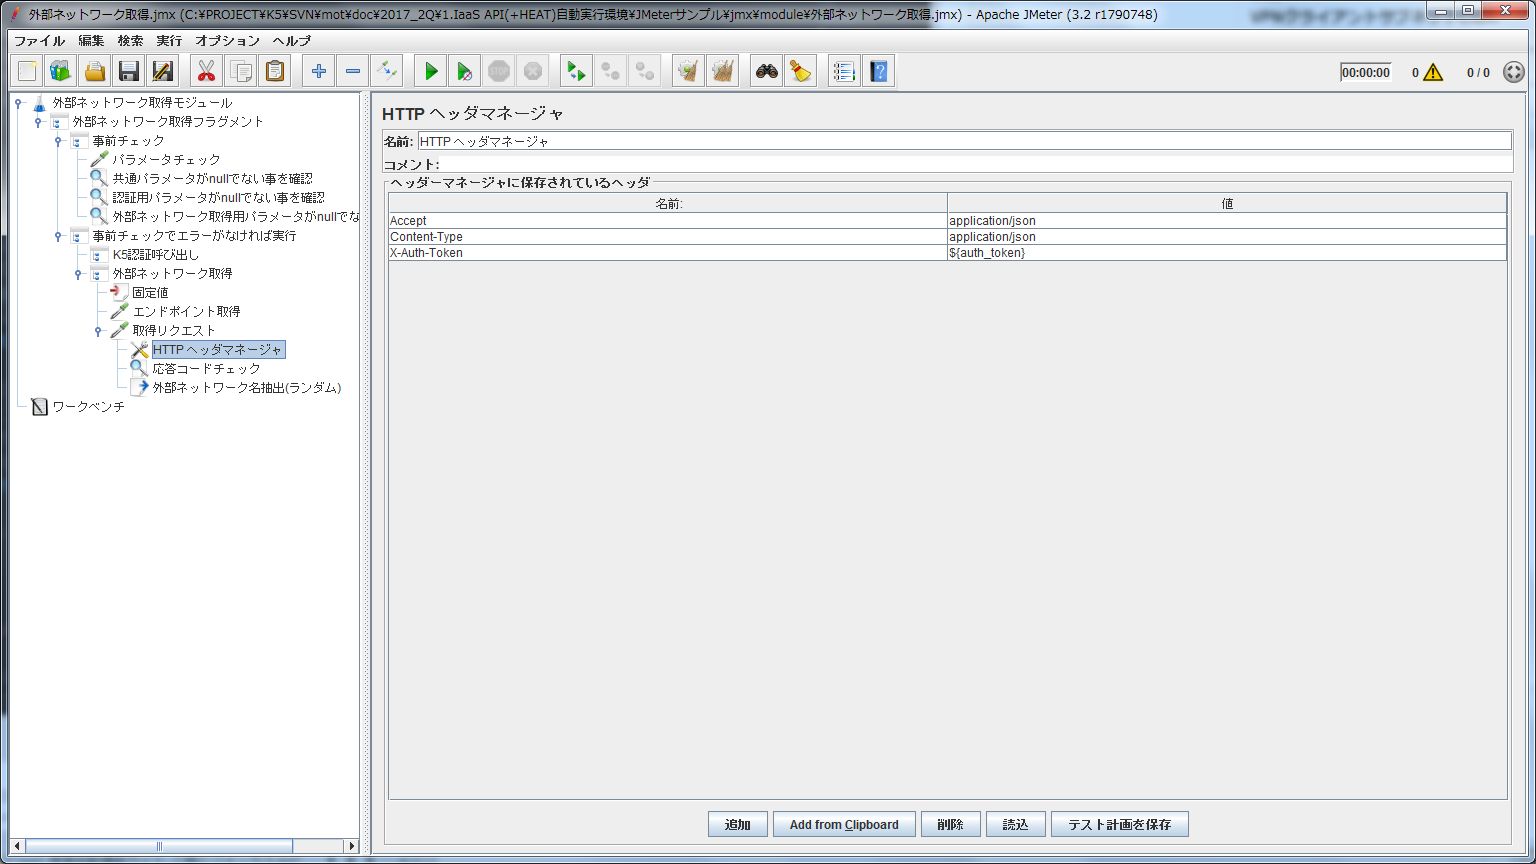 外部ネットワーク取得.jmx (C:¥PROJECT¥K5¥SVN¥mot¥doc¥2017_2Q¥1.IaaS API(+HEAT)自動実行環境¥JMeterサンプル¥jmx¥module¥外部ネットワーク取得.jmx) - Apache JMeter (3.2 r1790748)
ファイル 編集 検索 実行 オプション ヘルプ
00:00:00 0 0 / 0
外部ネットワーク取得モジュール
外部ネットワーク取得フラグメント
事前チェック
パラメータチェック
共通パラメータがnullでない事を確認
認証用パラメータがnullでない事を確認
外部ネットワーク取得用パラメータがnullでな
事前チェックでエラーがなければ実行
K5認証呼び出し
外部ネットワーク取得
固定値
エンドポイント取得
取得リクエスト
HTTP ヘッダマネージャ
応答コードチェック
外部ネットワーク名抽出(ランダム)
ワークベンチ
HTTP ヘッダマネージャ
名前: HTTP ヘッダマネージャ
コメント:
ヘッダーマネージャに保存されているヘッダ
名前: 値
Accept application/json
Content-Type application/json
X-Auth-Token ${auth_token}
追加 Add from Clipboard 削除 読込 テスト計画を保存